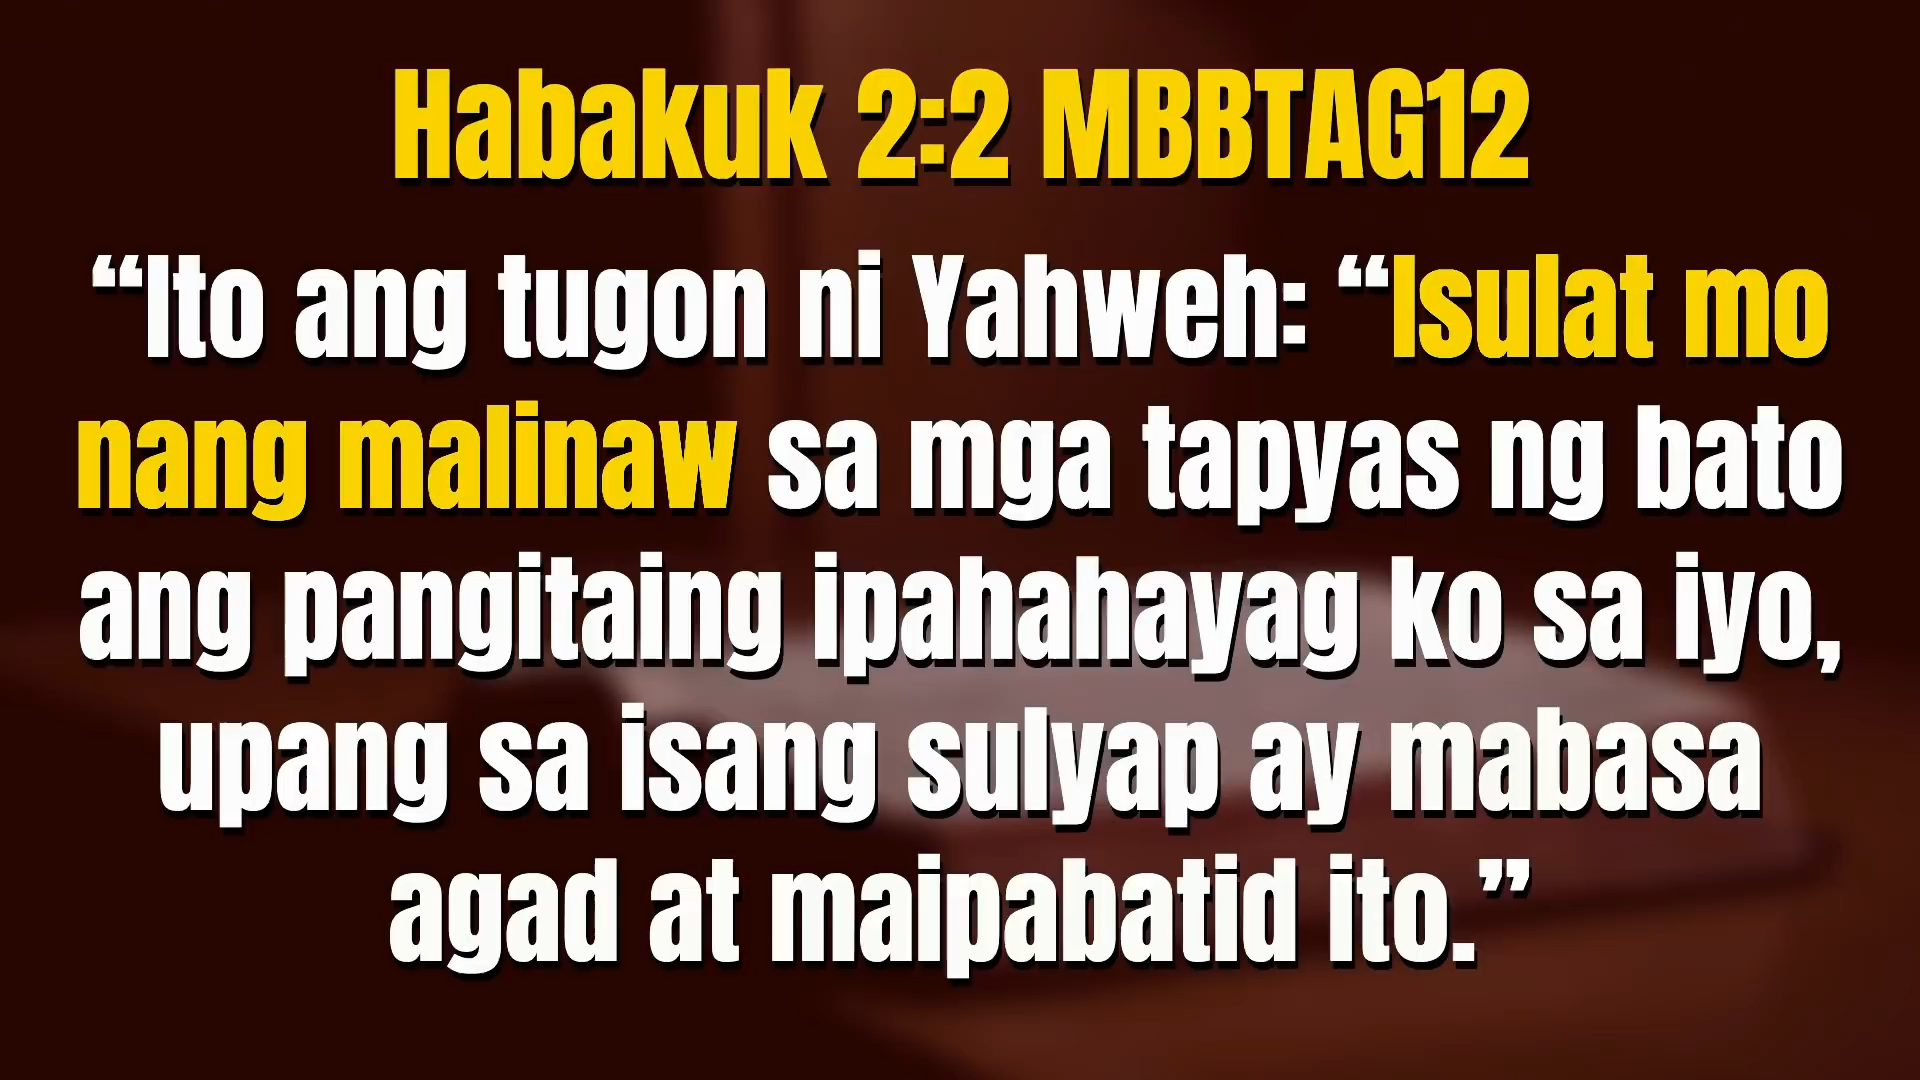 Habakuk 2:2 MBBTAG12
“Ito ang tugon ni Yahweh: “Isulat mo
nang malinaw sa mga tapyas ng bato
ang pangitaing ipahahayag ko sa iyo,
upang sa isang sulyap ay mabasa
agad at maipabatid ito.”